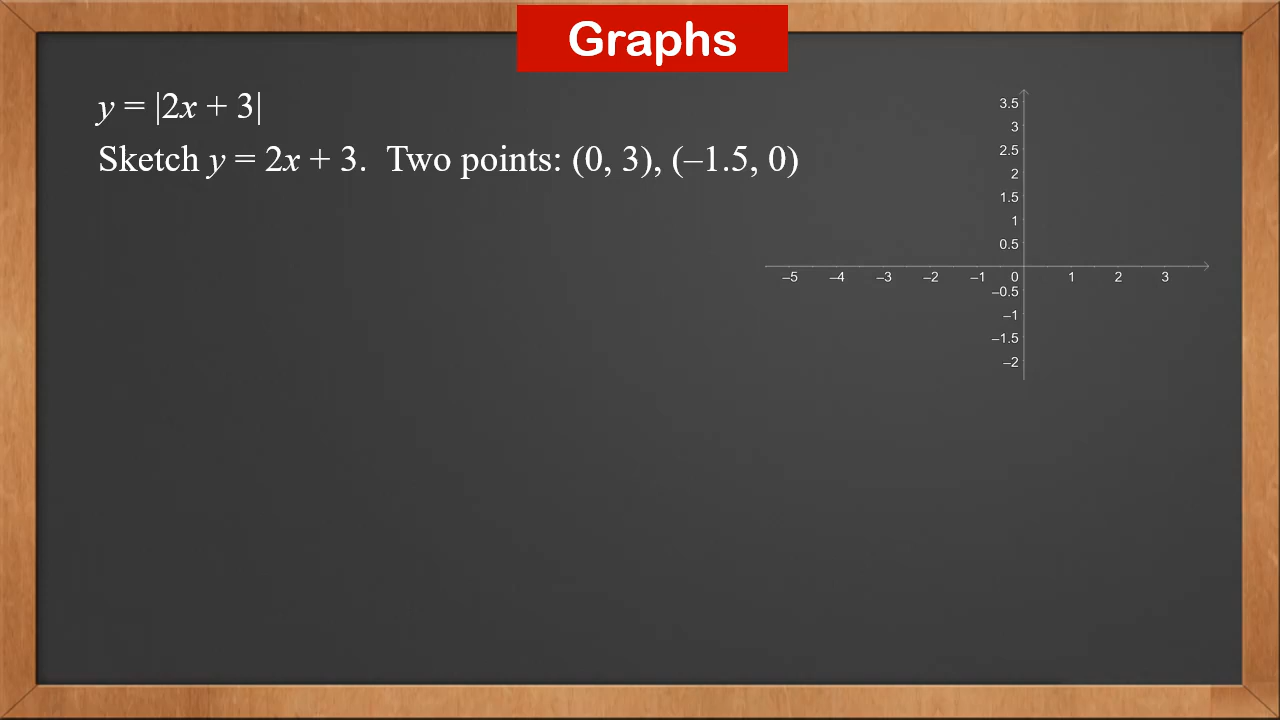 Graphs
y = |2x + 3|
Sketch y = 2x + 3.  Two points: (0, 3), (–1.5, 0)
3.5
3
2.5
2
1.5
1
0.5
–5 –4 –3 –2 –1 0 1 2 3
–0.5
–1
–1.5
–2